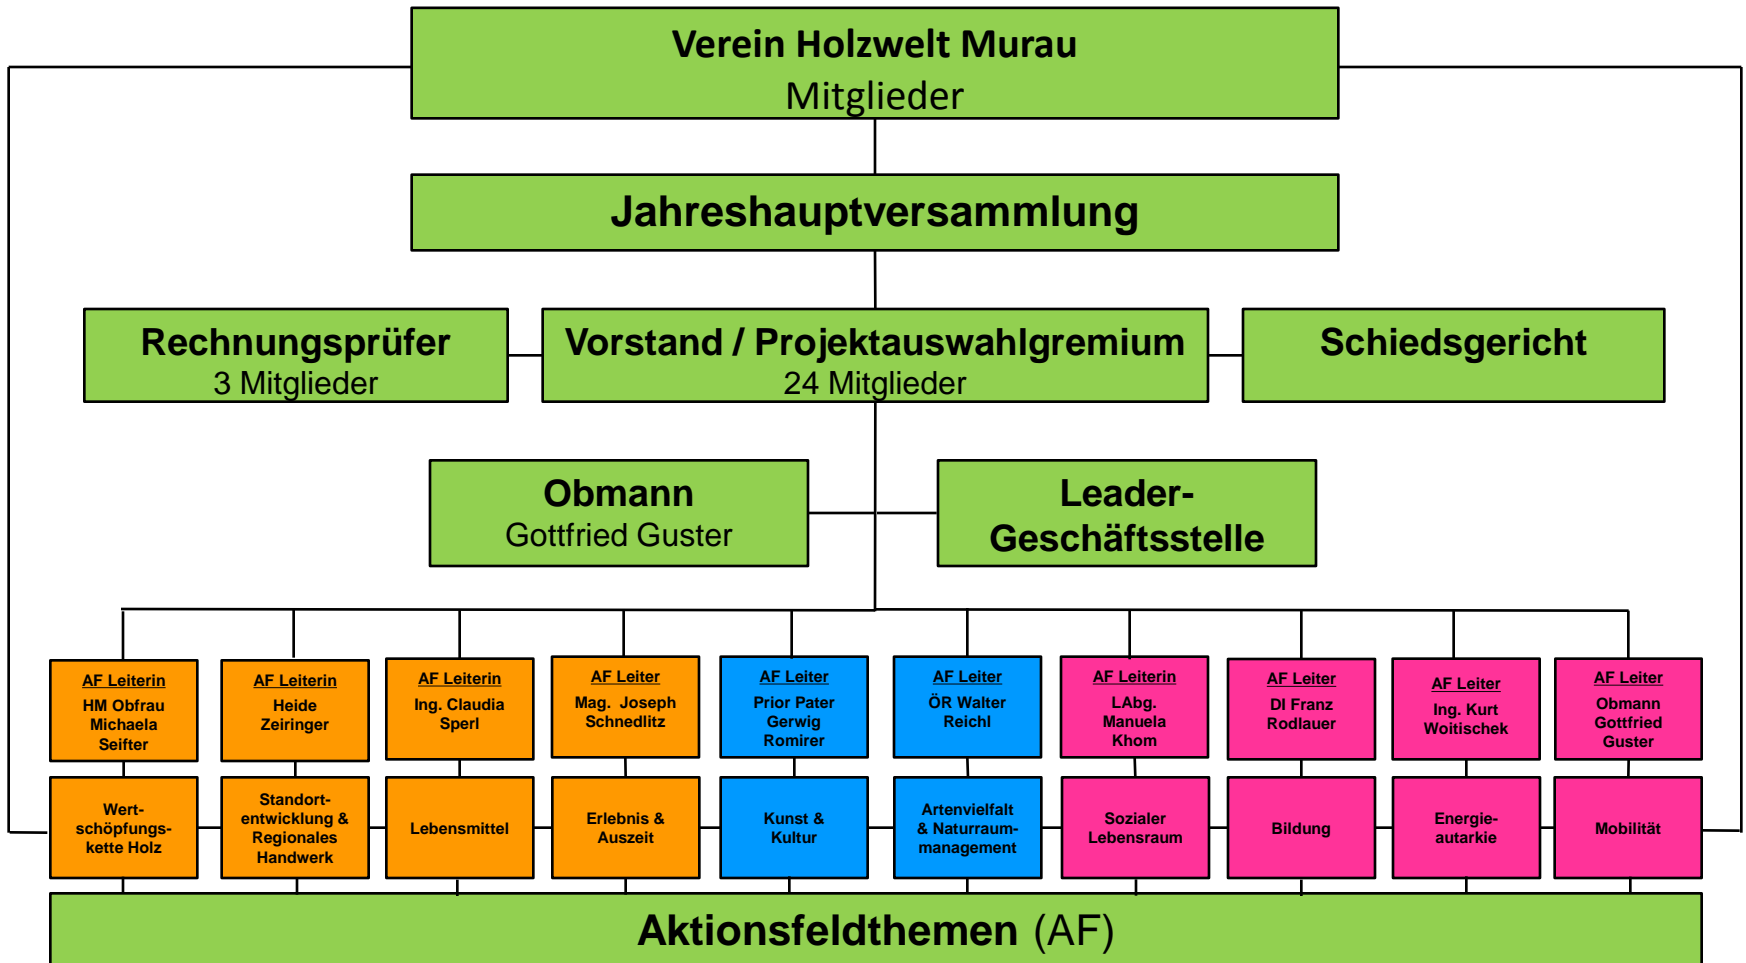 Verein Holzwelt Murau
Mitglieder
Jahreshauptversammlung
Rechnungsprüfer
3 Mitglieder
Vorstand / Projektauswahlgremium
24 Mitglieder
Schiedsgericht
Obmann
Gottfried Guster
Leader-
Geschäftsstelle
AF Leiterin
HM Obfrau
Michaela
Seifter
AF Leiterin
Heide
Zeiringer
AF Leiterin
Ing. Claudia
Sperl
AF Leiter
Mag. Joseph
Schnedlitz
AF Leiter
Prior Pater
Gerwig
Romirer
AF Leiter
ÖR Walter
Reichl
AF Leiterin
LAbg.
Manuela
Khom
AF Leiter
DI Franz
Rodlauer
AF Leiter
Ing. Kurt
Woitischek
AF Leiter
Obmann
Gottfried
Guster
Wert-
schöpfungs-
kette Holz
Standort-
entwicklung &
Regionales
Handwerk
Lebensmittel
Erlebnis &
Auszeit
Kunst &
Kultur
Artenvielfalt
& Naturraum-
management
Sozialer
Lebensraum
Bildung
Energie-
autarkie
Mobilität
Aktionsfeldthemen (AF)